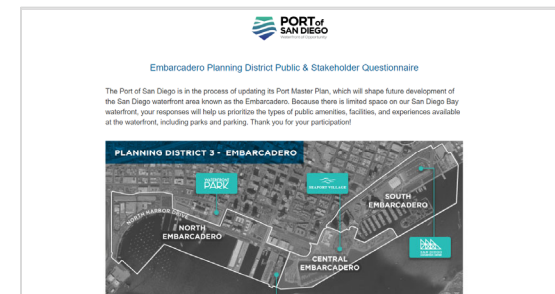 PORT of
SAN DIEGO
Waterfront of Opportunity
Embarcadero Planning District Public & Stakeholder Questionnaire
The Port of San Diego is in the process of updating its Port Master Plan, which will shape future development of
the San Diego waterfront area known as the Embarcadero. Because there is limited space on our San Diego Bay
waterfront, your responses will help us prioritize the types of public amenities, facilities, and experiences available
at the waterfront, including parks and parking. Thank you for your participation!
PLANNING DISTRICT 3 - EMBARCADERO
WATERFRONT
PARK
SEAPORT VILLAGE
SOUTH
EMBARCADERO
NORTH HARBOR DRIVE
NORTH
EMBARCADERO
CENTRAL
EMBARCADERO